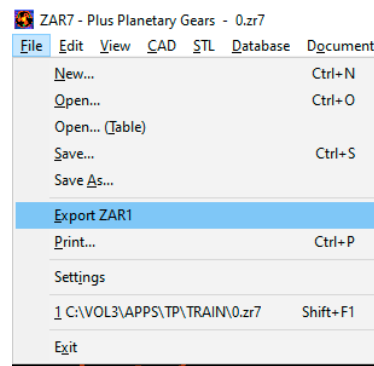 ZAR7 - Plus Planetary Gears - 0.zr7
File Edit View CAD STL Database Document
New... Ctrl+N
Open... Ctrl+O
Open... (Table)
Save... Ctrl+S
Save As...
Export ZAR1
Print... Ctrl+P
Settings
1 C:\VOL3\APPS\TP\TRAIN\0.zr7 Shift+F1
Exit